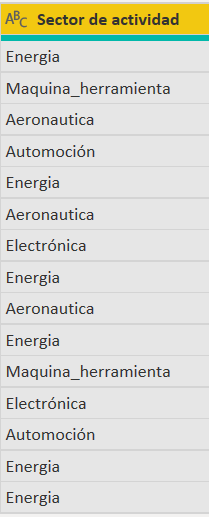 ABC Sector de actividad
Energia
Maquina_herramienta
Aeronautica
Automoción
Energia
Aeronautica
Electrónica
Energia
Aeronautica
Energia
Maquina_herramienta
Electrónica
Automoción
Energia
Energia